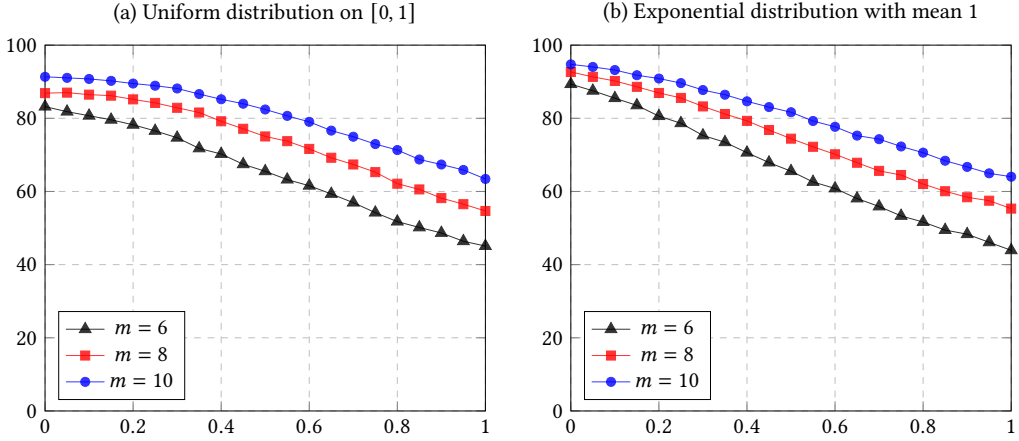 (a) Uniform distribution on [0, 1]
100
80
60
40
20
0
m = 6
m = 8
m = 10
0 0.2 0.4 0.6 0.8 1
(b) Exponential distribution with mean 1
100
80
60
40
20
0
m = 6
m = 8
m = 10
0 0.2 0.4 0.6 0.8 1